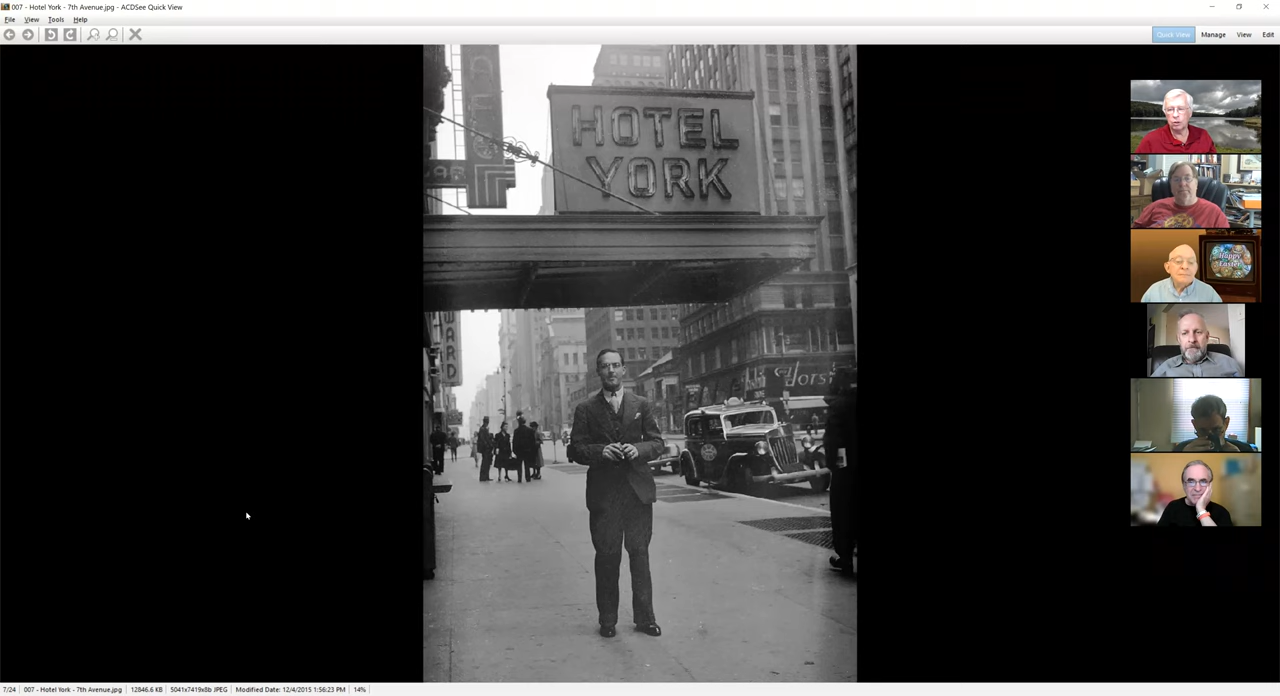 007 - Hotel York - 7th Avenue.jpg - ACDSee Quick View
File View Tools Help
Quick View Manage View Edit
HOTEL
YORK
WARD
Happy
Easter
7/24 007 - Hotel York - 7th Avenue.jpg 12846.6 KB 5041x7419x8b JPEG Modified Date: 12/4/2015 1:56:23 PM 14%